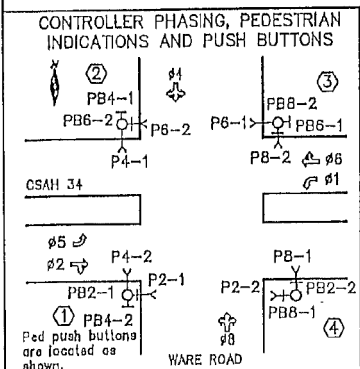 CONTROLLER PHASING, PEDESTRIAN
INDICATIONS AND PUSH BUTTONS
N
2
ø4
3
PB4-1
PB8-2
PB6-2
P6-2
P6-1
PB6-1
P4-1
P8-2
ø6
ø1
CSAH 34
ø5
ø2
P4-2
P2-1
P8-1
P2-2
PB2-2
PB2-1
PB8-1
1
PB4-2
ø8
4
Ped push buttons
are located as
shown.
WARE ROAD